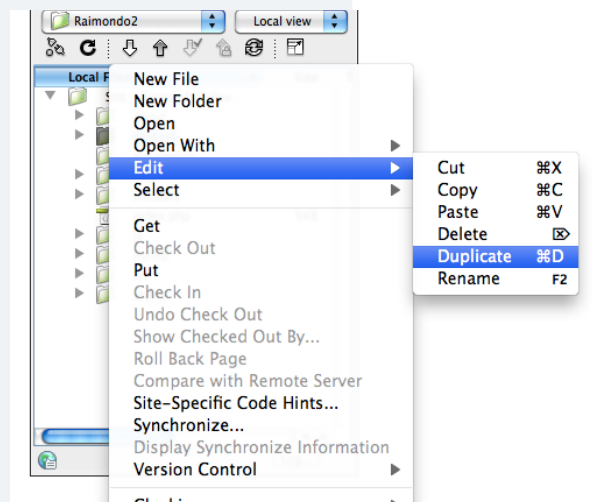 Raimondo2
Local view
Local F
New File
New Folder
Open
Open With
Edit
Select
Get
Check Out
Put
Check In
Undo Check Out
Show Checked Out By...
Roll Back Page
Compare with Remote Server
Site-Specific Code Hints...
Synchronize...
Display Synchronize Information
Version Control
Cut ⌘X
Copy ⌘C
Paste ⌘V
Delete ⌦
Duplicate ⌘D
Rename F2